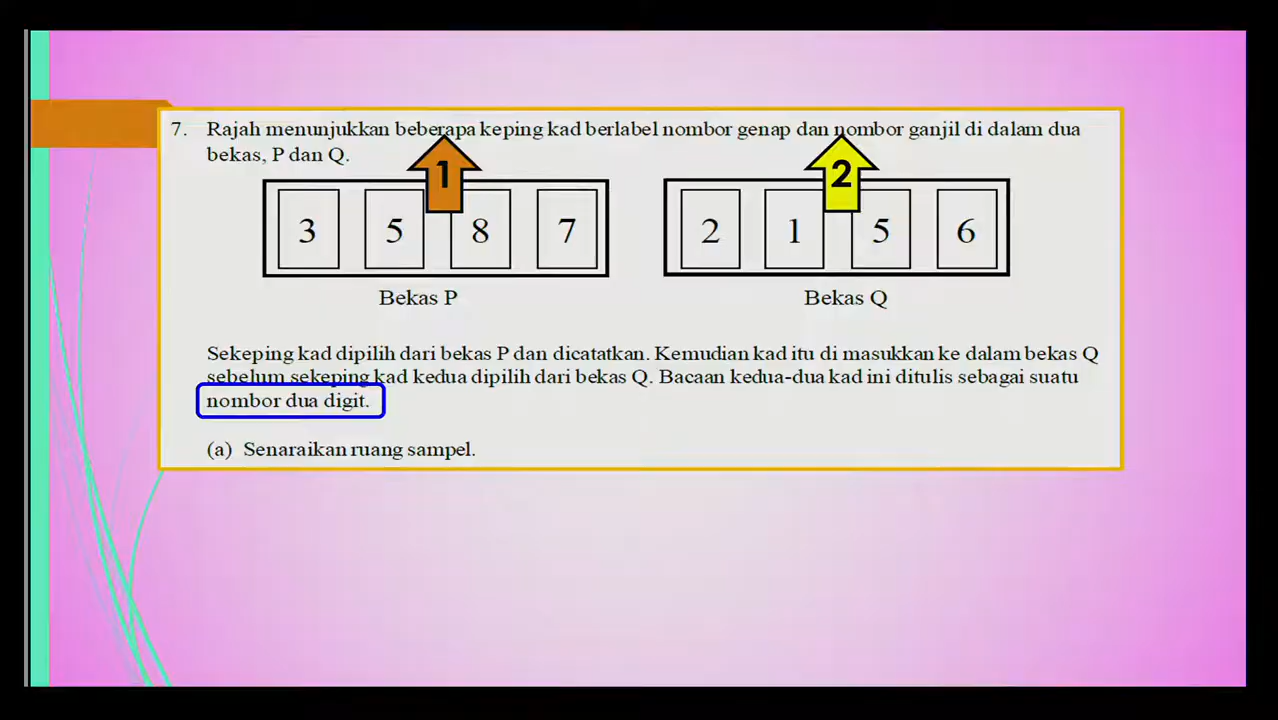 7. Rajah menunjukkan beberapa keping kad berlabel nombor genap dan nombor ganjil di dalam dua
bekas, P dan Q.
1 2
3 5 8 7 2 1 5 6
Bekas P Bekas Q
Sekeping kad dipilih dari bekas P dan dicatatkan. Kemudian kad itu di masukkan ke dalam bekas Q
sebelum sekeping kad kedua dipilih dari bekas Q. Bacaan kedua-dua kad ini ditulis sebagai suatu
nombor dua digit.
(a) Senaraikan ruang sampel.